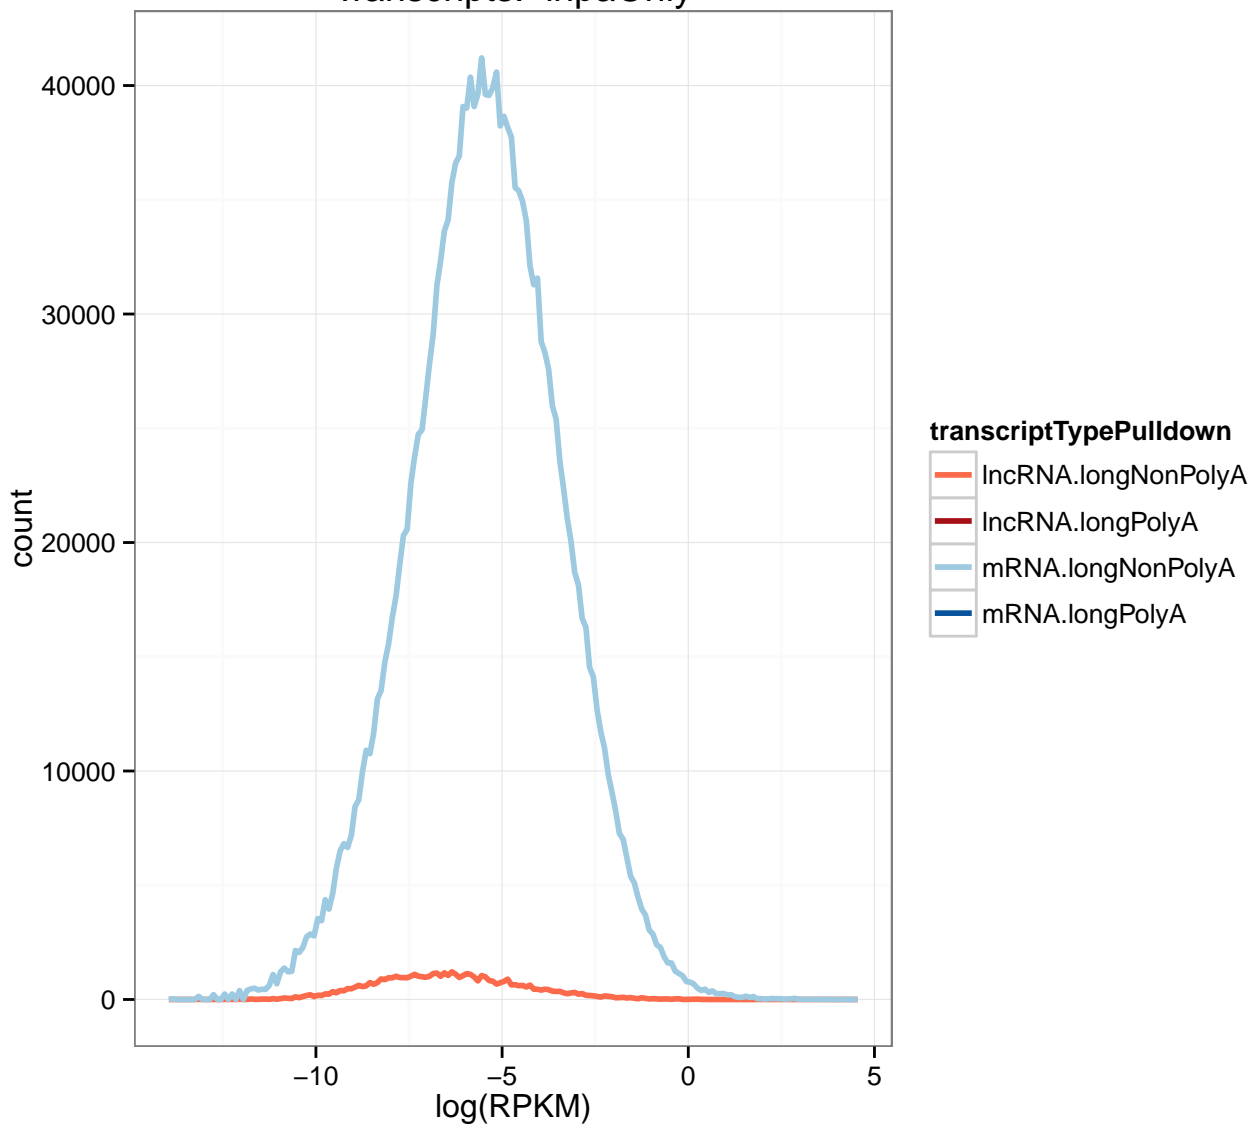 40000
30000
20000
10000
0
count
−10
−5
0
5
log(RPKM)
transcriptTypePulldown
lncRNA.longNonPolyA
lncRNA.longPolyA
mRNA.longNonPolyA
mRNA.longPolyA